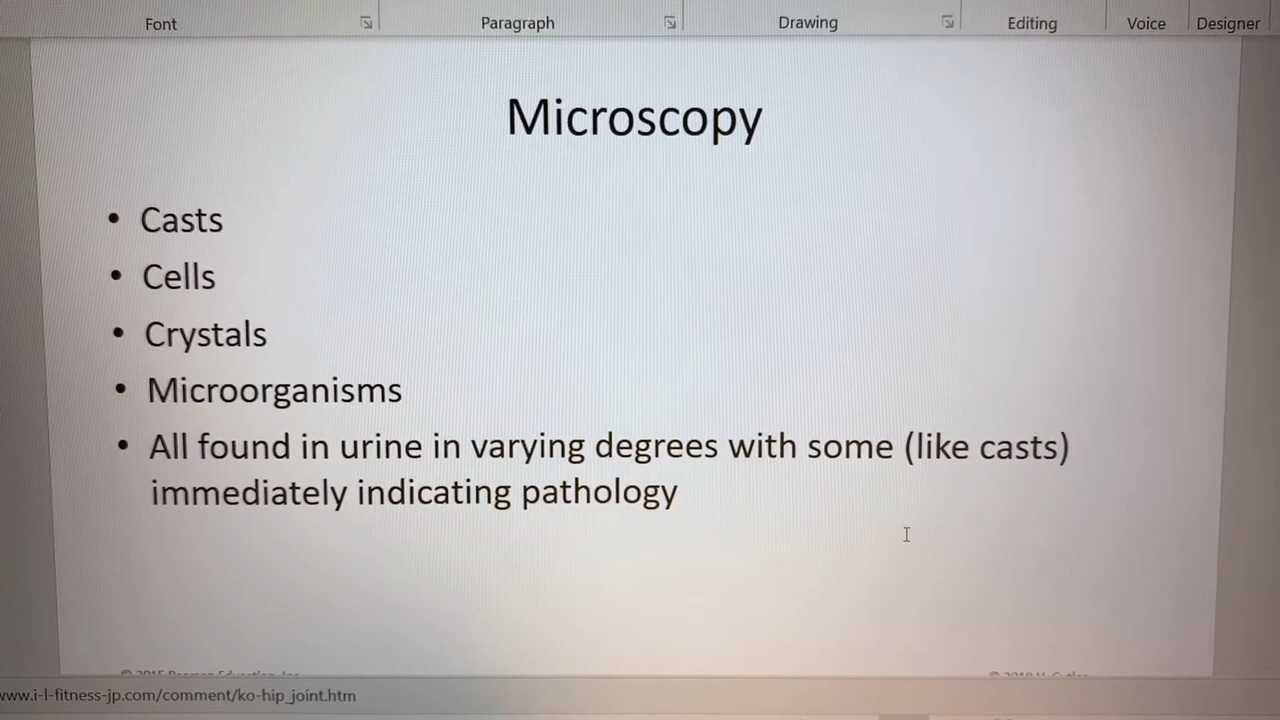 Font Paragraph Drawing Editing Voice Designer
Microscopy
• Casts
• Cells
• Crystals
• Microorganisms
• All found in urine in varying degrees with some (like casts)
immediately indicating pathology
www.i-l-fitness-jp.com/comment/ko-hip_joint.htm